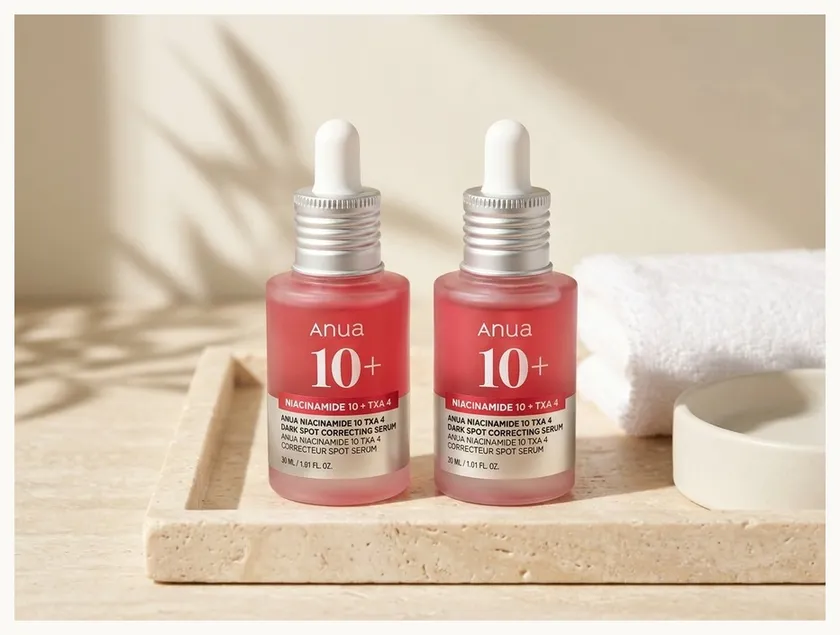 Anua
10+
NIACINAMIDE 10 + TXA 4
ANUA NIACINAMIDE 10 TXA 4
DARK SPOT CORRECTING SERUM
ANUA NIACINAMIDE 10 TXA 4
CORRECTEUR SPOT SERUM
30 ML / 1.01 FL. OZ.
Anua
10+
NIACINAMIDE 10 + TXA 4
ANUA NIACINAMIDE 10 TXA 4
DARK SPOT CORRECTING SERUM
ANUA NIACINAMIDE 10 TXA 4
CORRECTEUR SPOT SERUM
30 ML / 1.01 FL. OZ.